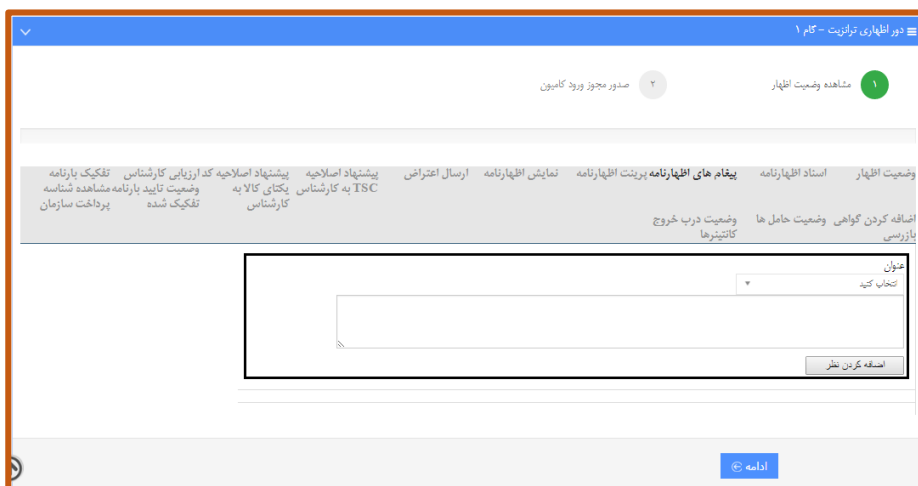 دور اظهاری ترانزیت - گام ۱
۱ مشاهده وضعیت اظهار
۲ صدور مجوز ورود کامیون
وضعیت اظهار
اسناد اظهارنامه
پیغام های اظهارنامه
پرینت اظهارنامه
نمایش اظهارنامه
ارسال اعتراض
پیشنهاد اصلاحیه
TSC به کارشناس
پیشنهاد اصلاحیه کد
یکتای کالا به
کارشناس
ارزیابی کارشناس
وضعیت تایید بارنامه
تفکیک شده
تفکیک بارنامه
مشاهده شناسه
پرداخت سازمان
اضافه کردن گواهی
بازرسی
وضعیت حامل ها
وضعیت درب خروج
کانتینرها
عنوان
انتخاب کنید
اضافه کردن نظر
ادامه